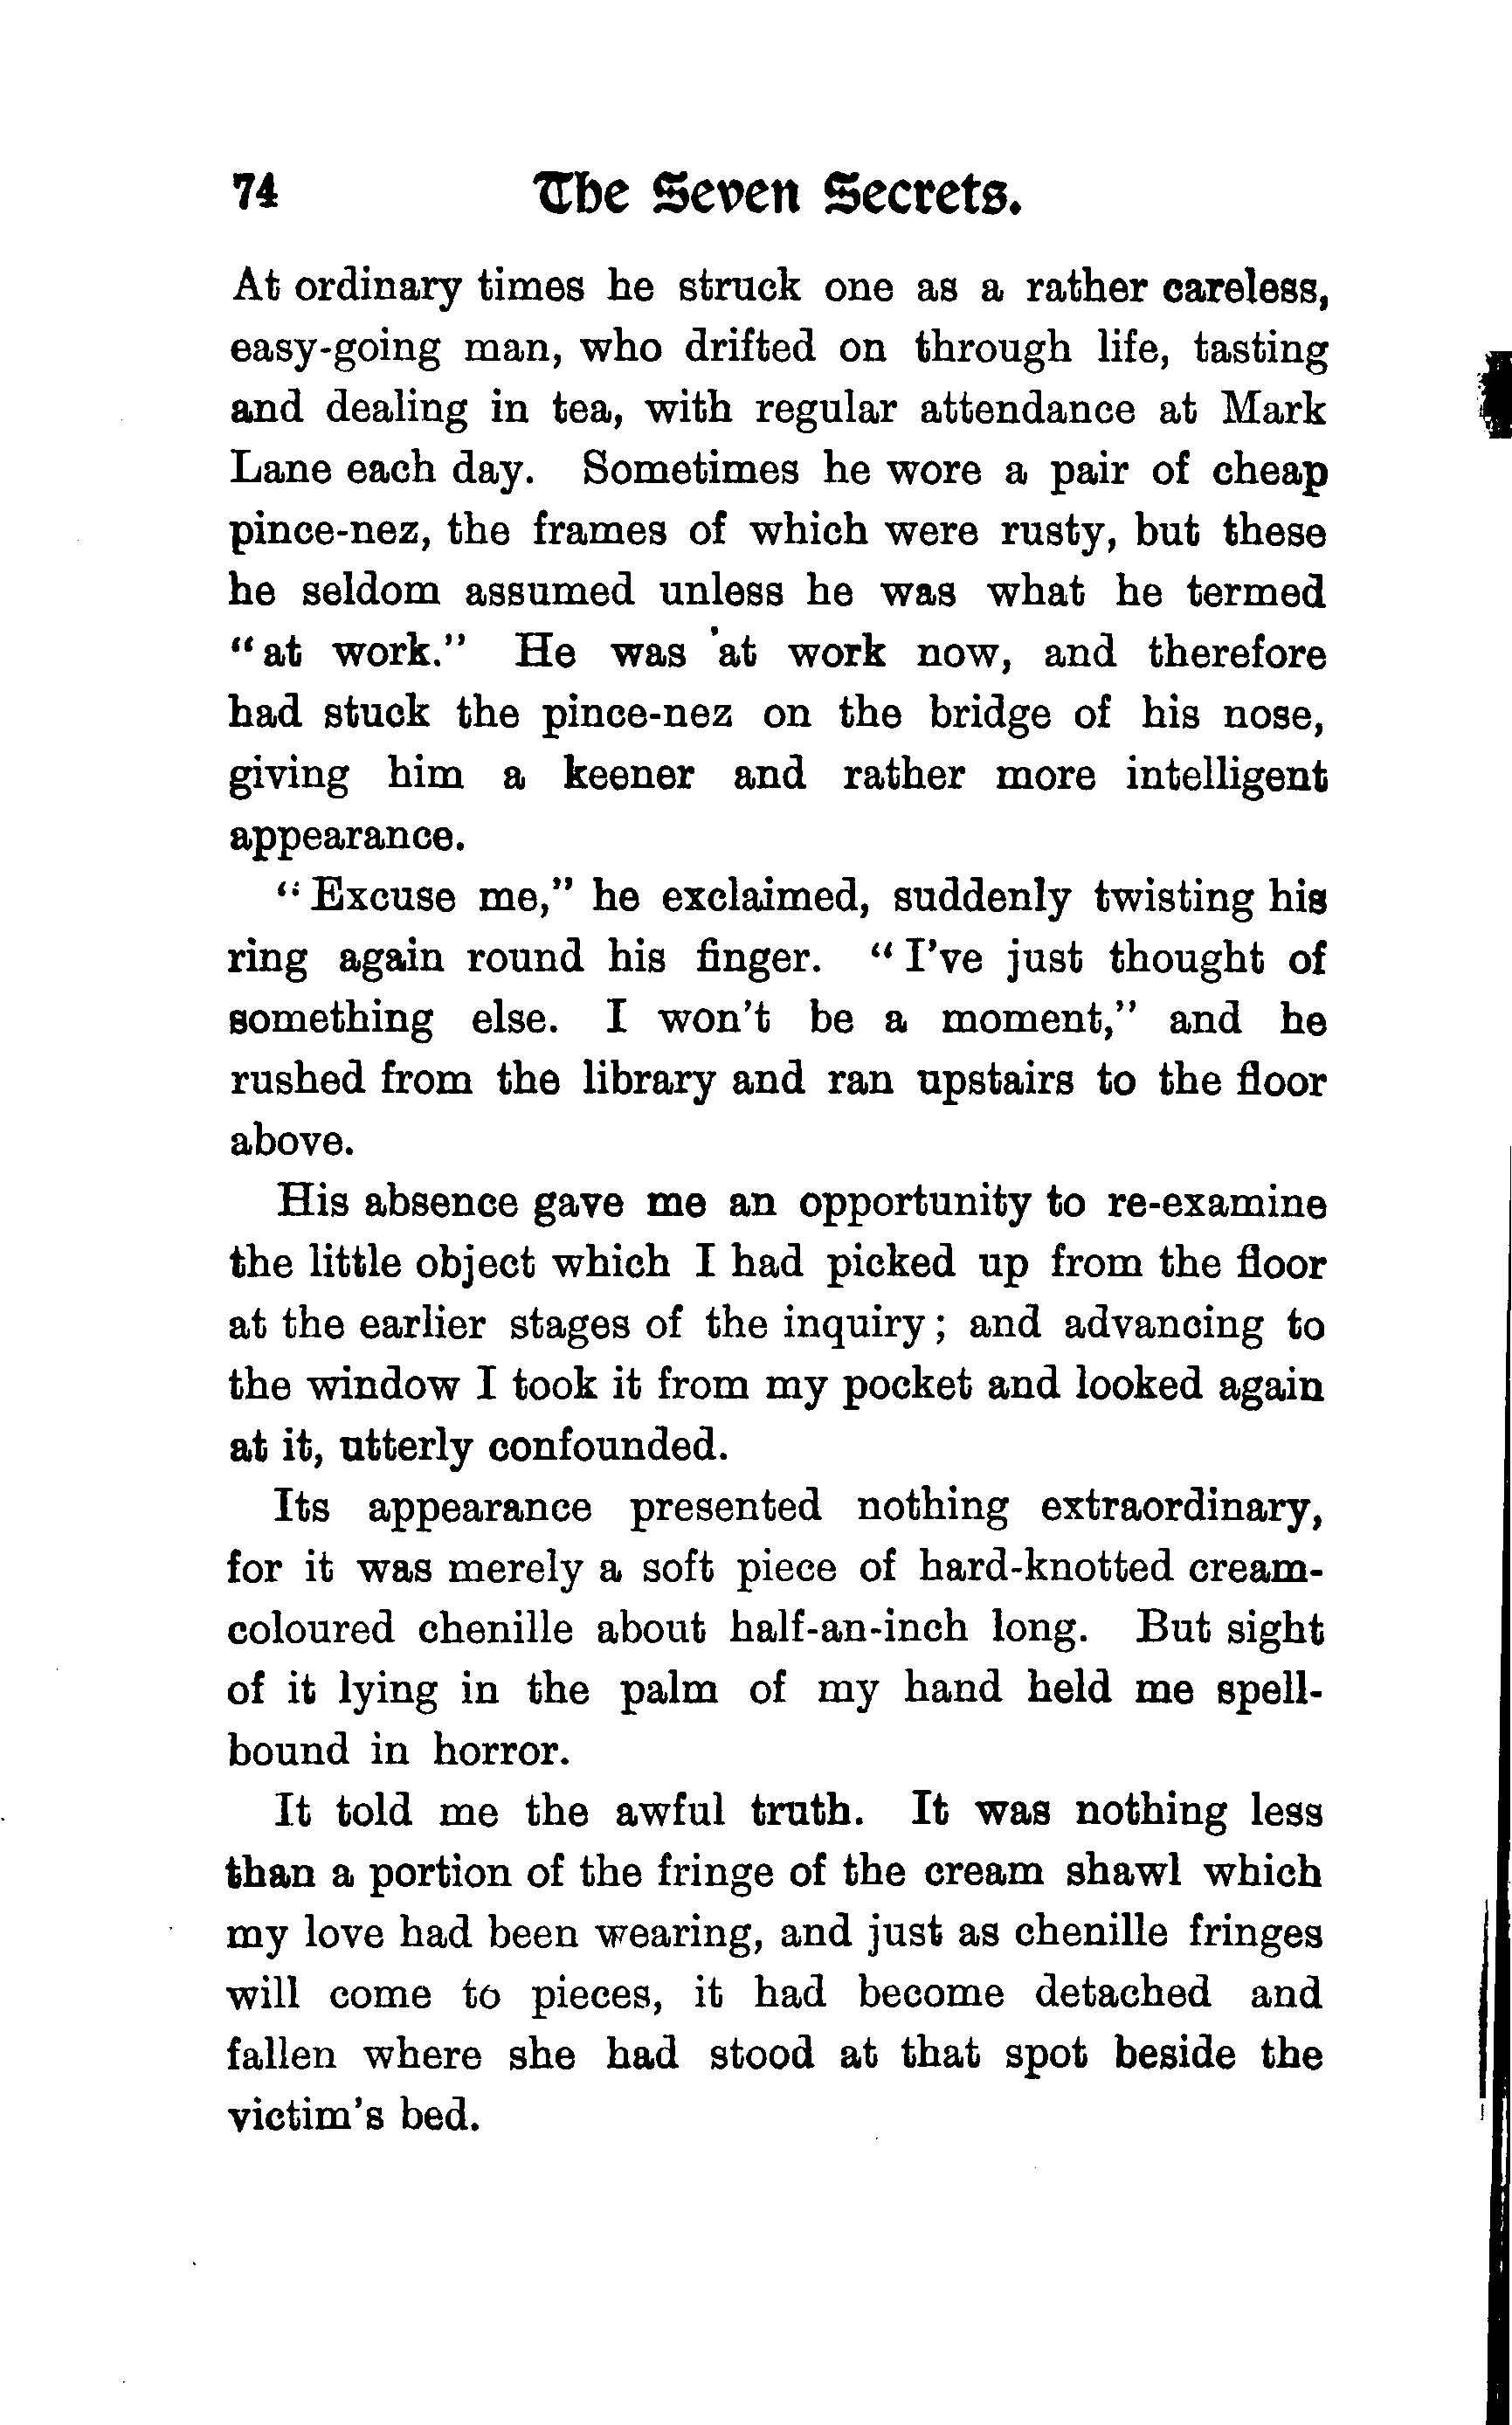 74 The Seven Secrets.
At ordinary times he struck one as a rather careless,
easy-going man, who drifted on through life, tasting
and dealing in tea, with regular attendance at Mark
Lane each day. Sometimes he wore a pair of cheap
pince-nez, the frames of which were rusty, but these
he seldom assumed unless he was what he termed
"at work." He was at work now, and therefore
had stuck the pince-nez on the bridge of his nose,
giving him a keener and rather more intelligent
appearance.
"Excuse me," he exclaimed, suddenly twisting his
ring again round his finger. "I've just thought of
something else. I won't be a moment," and he
rushed from the library and ran upstairs to the floor
above.
His absence gave me an opportunity to re-examine
the little object which I had picked up from the floor
at the earlier stages of the inquiry; and advancing to
the window I took it from my pocket and looked again
at it, utterly confounded.
Its appearance presented nothing extraordinary,
for it was merely a soft piece of hard-knotted cream-
coloured chenille about half-an-inch long. But sight
of it lying in the palm of my hand held me spell-
bound in horror.
It told me the awful truth. It was nothing less
than a portion of the fringe of the cream shawl which
my love had been wearing, and just as chenille fringes
will come to pieces, it had become detached and
fallen where she had stood at that spot beside the
victim's bed.